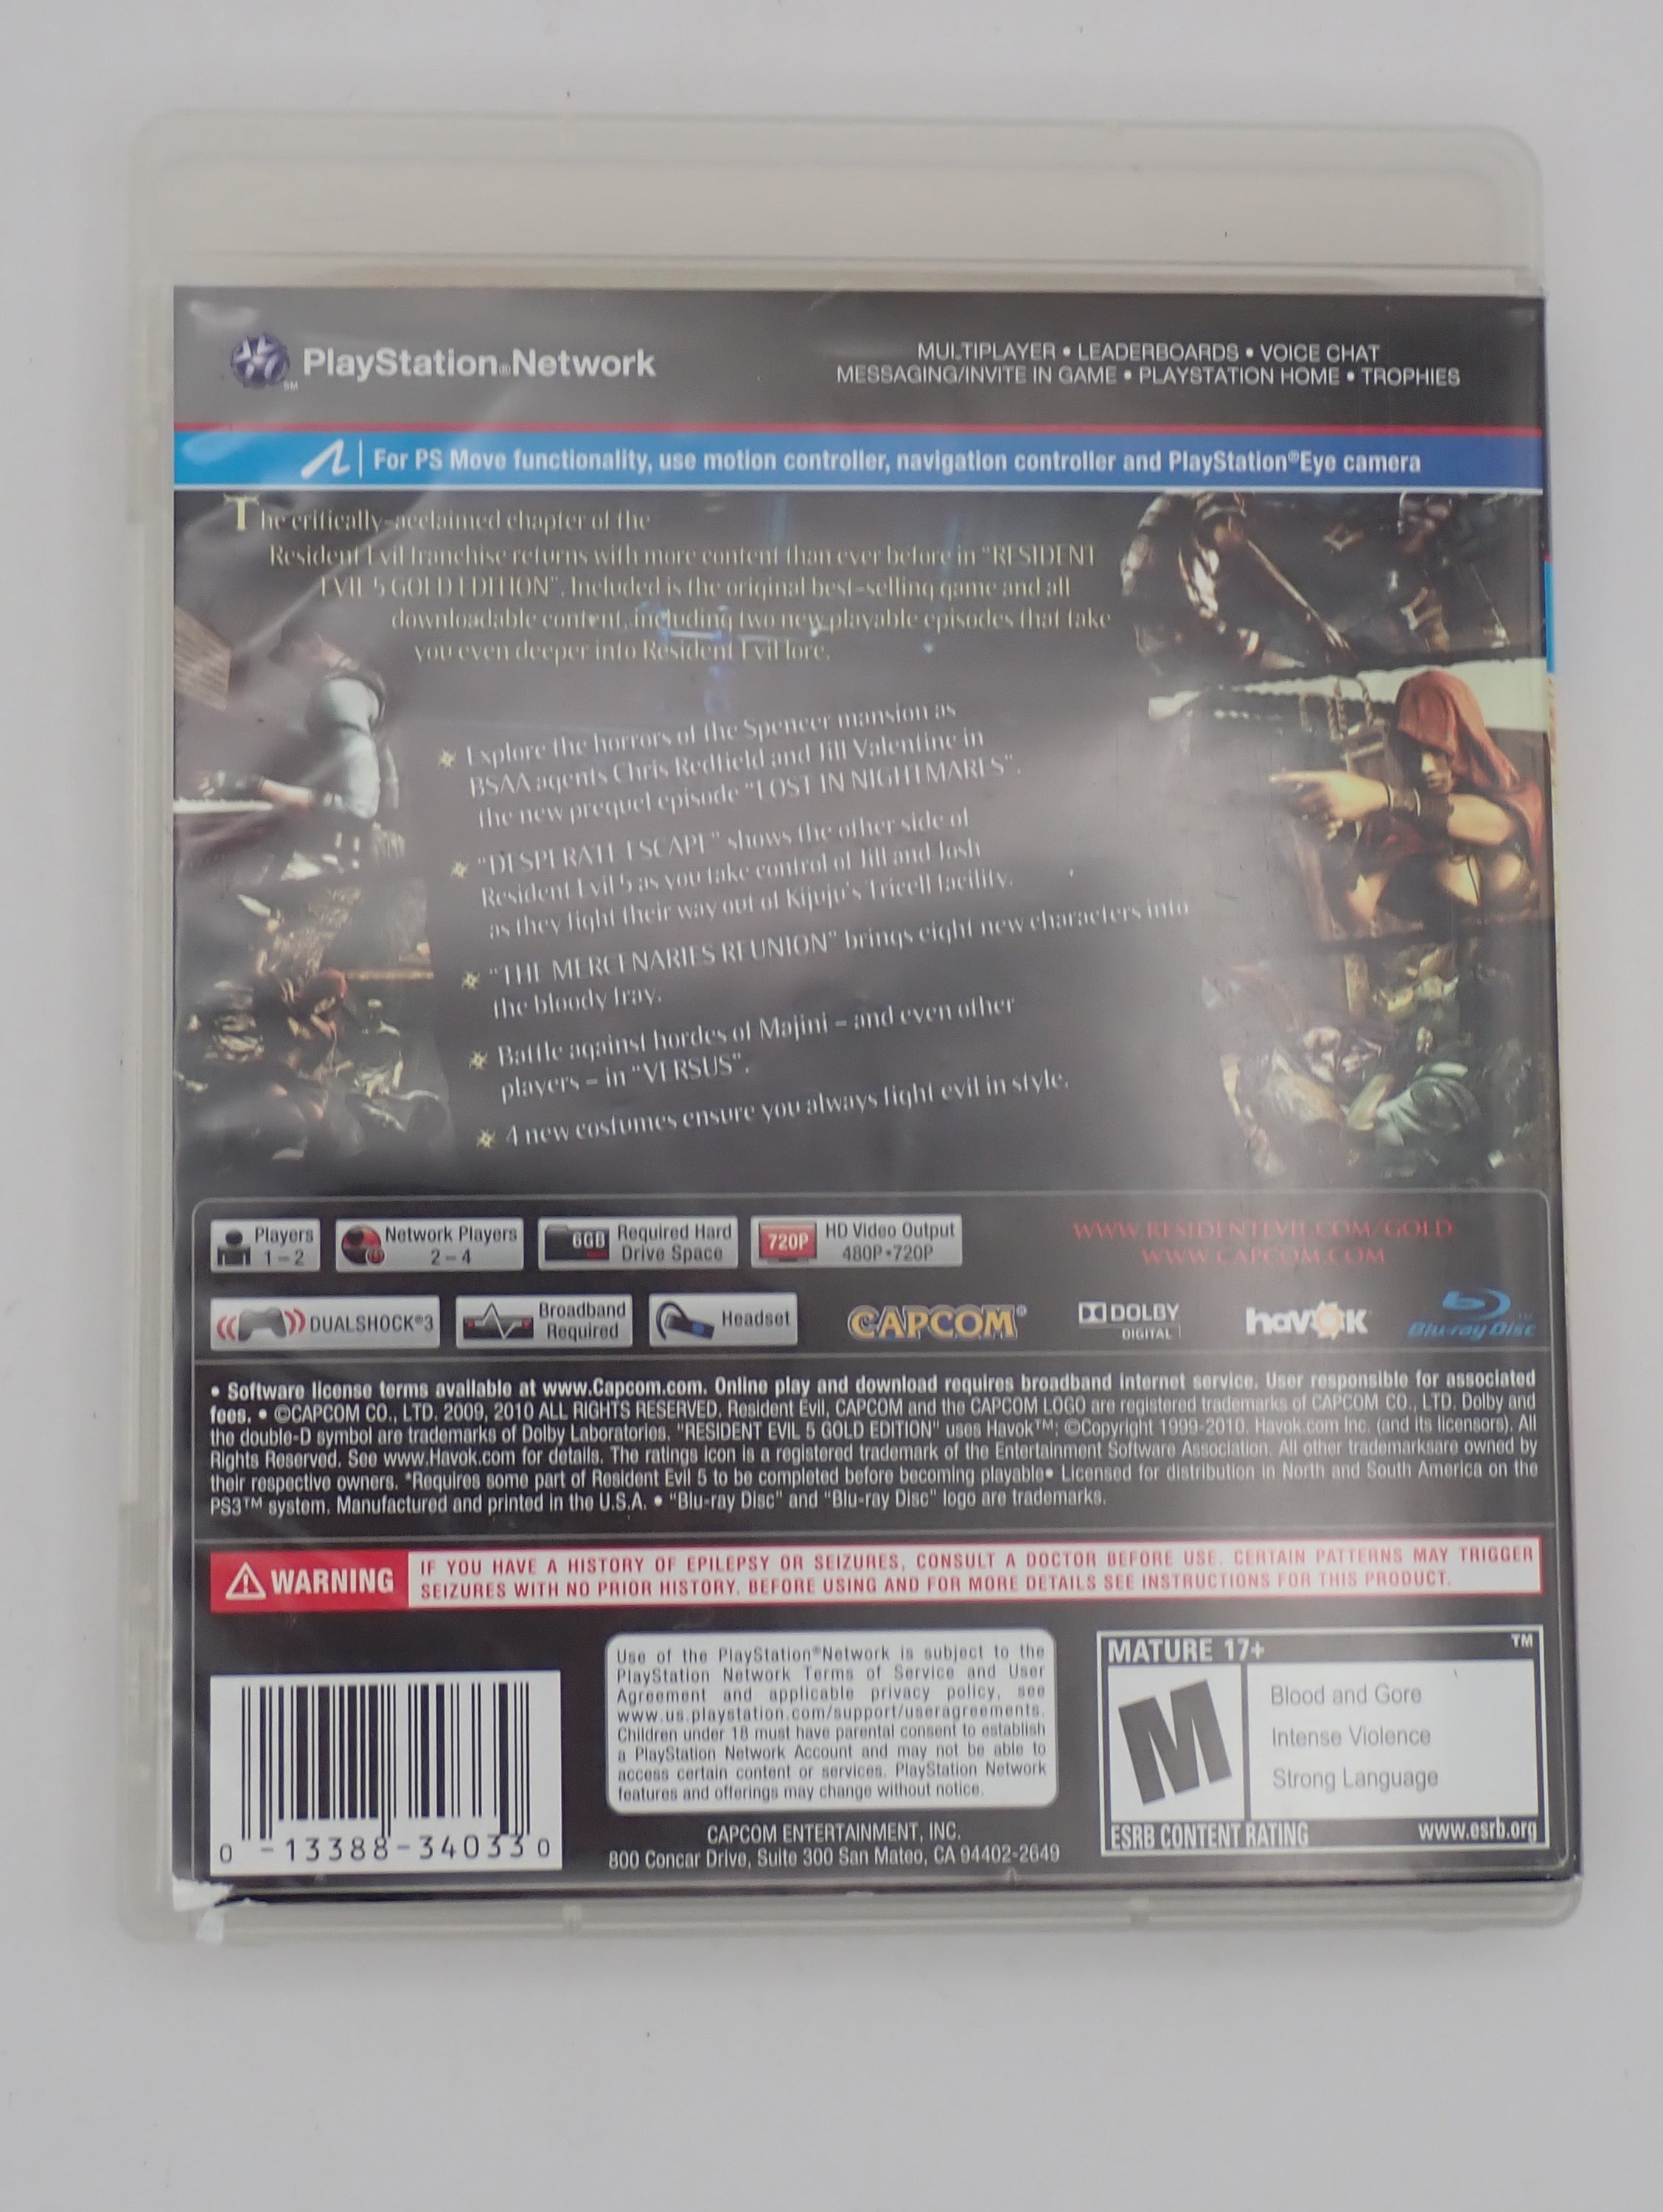 PlayStation®Network
SM
MULTIPLAYER • LEADERBOARDS • VOICE CHAT
MESSAGING/INVITE IN GAME • PLAYSTATION HOME • TROPHIES
For PS Move functionality, use motion controller, navigation controller and PlayStation®Eye camera
The critically-acclaimed chapter of the
Resident Evil franchise returns with more content than ever before in "RESIDENT
EVIL 5 GOLD EDITION". Included is the original best-selling game and all
downloadable content, including two new playable episodes that take
you even deeper into Resident Evil lore.
Explore the horrors of the Spencer mansion as
BSAA agents Chris Redfield and Jill Valentine in
the new prequel episode "LOST IN NIGHTMARES".
"DESPERATE ESCAPE" shows the other side of
Resident Evil 5 as you take control of Jill and Josh
as they fight their way out of Kijuju's Tricell facility.
"THE MERCENARIES REUNION" brings eight new characters into
the bloody fray.
Battle against hordes of Majini – and even other
players – in "VERSUS".
4 new costumes ensure you always fight evil in style.
Players
1 – 2
Network Players
2 – 4
6GB
Required Hard
Drive Space
720P
HD Video Output
480P • 720P
WWW.RESIDENTEVIL.COM/GOLD
WWW.CAPCOM.COM
DUALSHOCK®3
Broadband
Required
Headset
CAPCOM®
DOLBY
DIGITAL
havok
Blu-ray Disc
• Software license terms available at www.Capcom.com. Online play and download requires broadband internet service. User responsible for associated
fees. • ©CAPCOM CO., LTD. 2009, 2010 ALL RIGHTS RESERVED. Resident Evil, CAPCOM and the CAPCOM LOGO are registered trademarks of CAPCOM CO., LTD. Dolby and
the double-D symbol are trademarks of Dolby Laboratories. "RESIDENT EVIL 5 GOLD EDITION" uses Havok™: ©Copyright 1999-2010. Havok.com Inc. (and its licensors). All
Rights Reserved. See www.Havok.com for details. The ratings icon is a registered trademark of the Entertainment Software Association. All other trademarksare owned by
their respective owners. *Requires some part of Resident Evil 5 to be completed before becoming playable• Licensed for distribution in North and South America on the
PS3™ system. Manufactured and printed in the U.S.A. • "Blu-ray Disc" and "Blu-ray Disc" logo are trademarks.
WARNING
IF YOU HAVE A HISTORY OF EPILEPSY OR SEIZURES, CONSULT A DOCTOR BEFORE USE. CERTAIN PATTERNS MAY TRIGGER
SEIZURES WITH NO PRIOR HISTORY. BEFORE USING AND FOR MORE DETAILS SEE INSTRUCTIONS FOR THIS PRODUCT.
0 -13388-34033 0
Use of the PlayStation®Network is subject to the
PlayStation Network Terms of Service and User
Agreement and applicable privacy policy, see
www.us.playstation.com/support/useragreements.
Children under 18 must have parental consent to establish
a PlayStation Network Account and may not be able to
access certain content or services. PlayStation Network
features and offerings may change without notice.
CAPCOM ENTERTAINMENT, INC.
800 Concar Drive, Suite 300 San Mateo, CA 94402-2649
MATURE 17+
TM
M
Blood and Gore
Intense Violence
Strong Language
ESRB CONTENT RATING
www.esrb.org